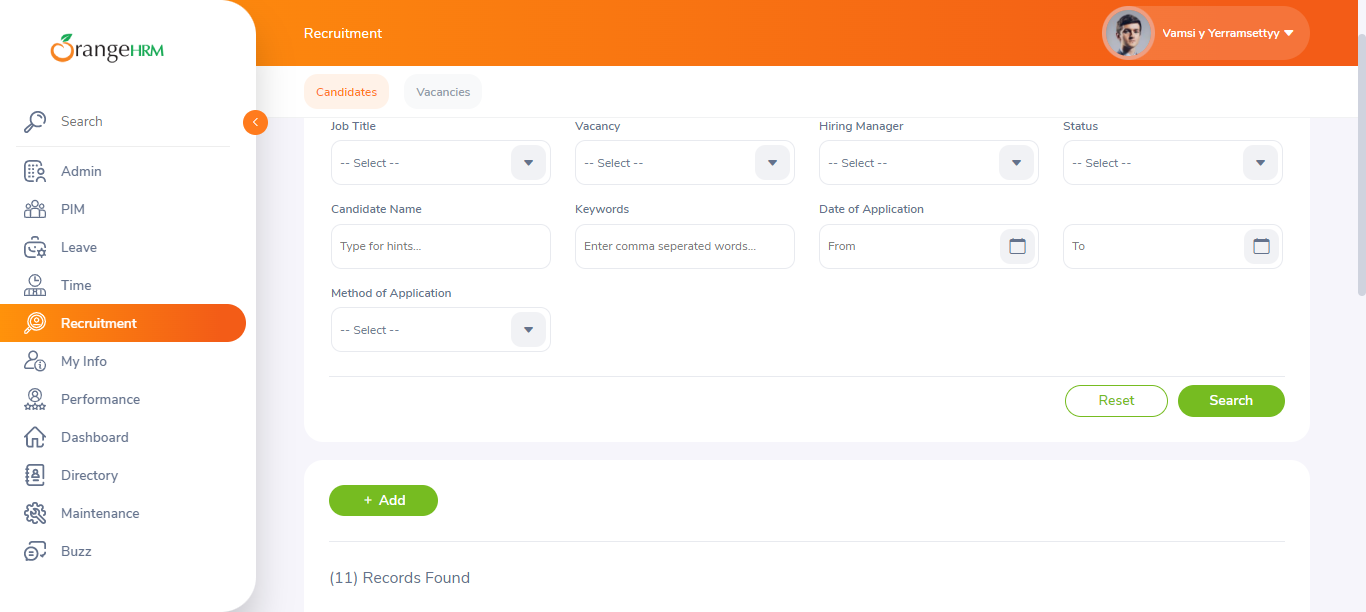 OrangeHRM
Search
Admin
PIM
Leave
Time
Recruitment
My Info
Performance
Dashboard
Directory
Maintenance
Buzz
Recruitment
Vamsi y Yerramsettyy
Candidates Vacancies
Job Title Vacancy Hiring Manager Status
-- Select -- -- Select -- -- Select -- -- Select --
Candidate Name Keywords Date of Application
Type for hints... Enter comma seperated words... From To
Method of Application
-- Select --
Reset Search
+ Add
(11) Records Found